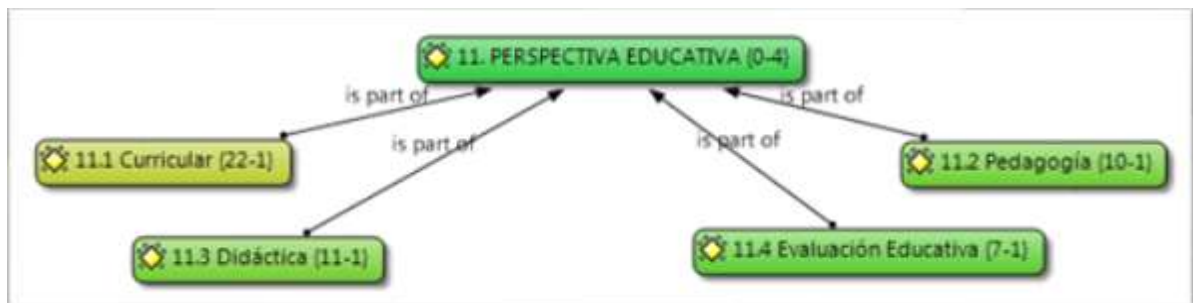 11. PERSPECTIVA EDUCATIVA {0-4}
is part of
is part of
is part of
is part of
11.1 Curricular {22-1}
11.2 Pedagogía {10-1}
11.3 Didáctica {11-1}
11.4 Evaluación Educativa {7-1}